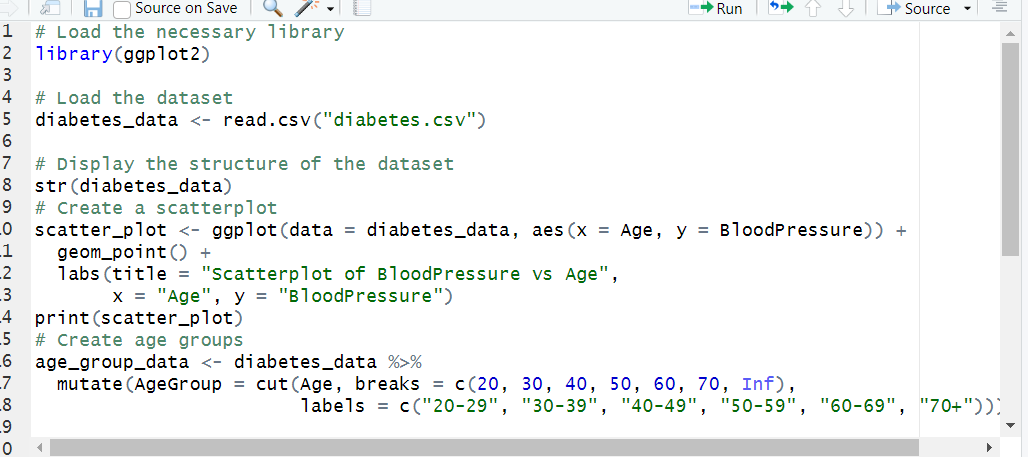 Source on Save Run Source
1 # Load the necessary library
2 library(ggplot2)
3
4 # Load the dataset
5 diabetes_data <- read.csv("diabetes.csv")
6
7 # Display the structure of the dataset
8 str(diabetes_data)
9 # Create a scatterplot
0 scatter_plot <- ggplot(data = diabetes_data, aes(x = Age, y = BloodPressure)) +
1   geom_point() +
2   labs(title = "Scatterplot of BloodPressure vs Age",
3        x = "Age", y = "BloodPressure")
4 print(scatter_plot)
5 # Create age groups
6 age_group_data <- diabetes_data %>%
7   mutate(AgeGroup = cut(Age, breaks = c(20, 30, 40, 50, 60, 70, Inf),
8                         labels = c("20-29", "30-39", "40-49", "50-59", "60-69", "70+")))
9
0